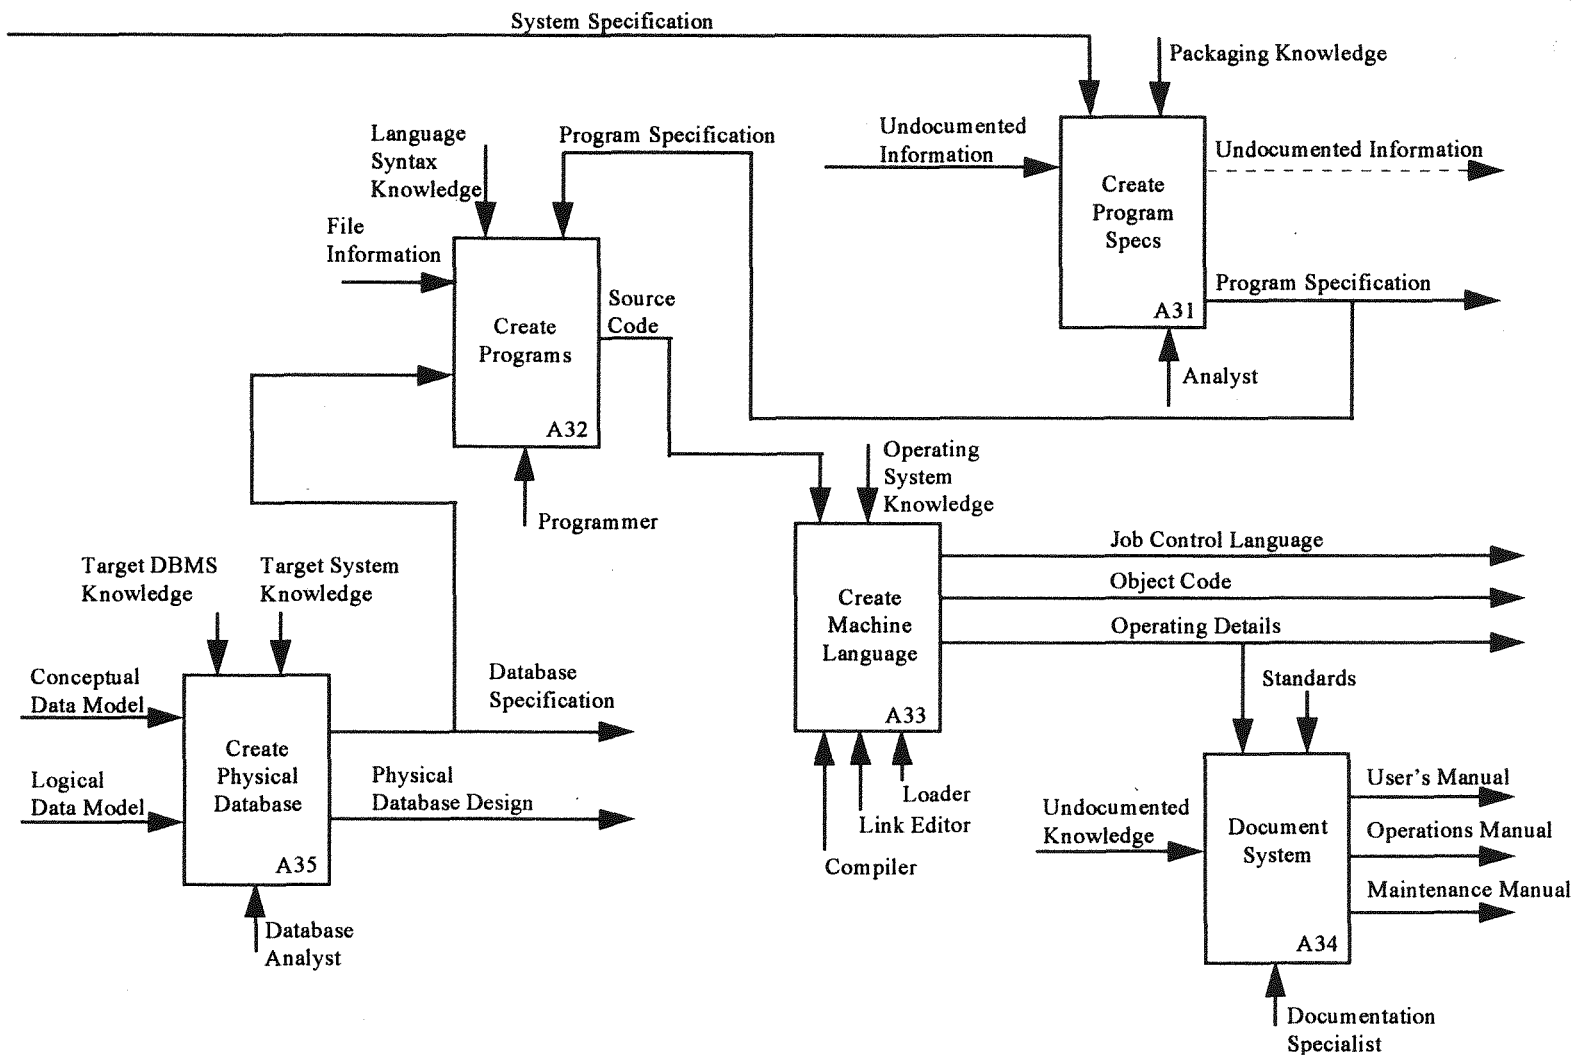 System Specification
Packaging Knowledge
Language
Syntax
Knowledge
Program Specification
Undocumented
Information
Undocumented Information
Create
Program
Specs
A31
Program Specification
Analyst
File
Information
Create
Programs
A32
Source
Code
Programmer
Operating
System
Knowledge
Target DBMS
Knowledge
Target System
Knowledge
Job Control Language
Object Code
Operating Details
Create
Machine
Language
A33
Conceptual
Data Model
Logical
Data Model
Create
Physical
Database
A35
Database
Specification
Physical
Database Design
Database
Analyst
Loader
Link Editor
Compiler
Standards
Undocumented
Knowledge
Document
System
A34
User's Manual
Operations Manual
Maintenance Manual
Documentation
Specialist